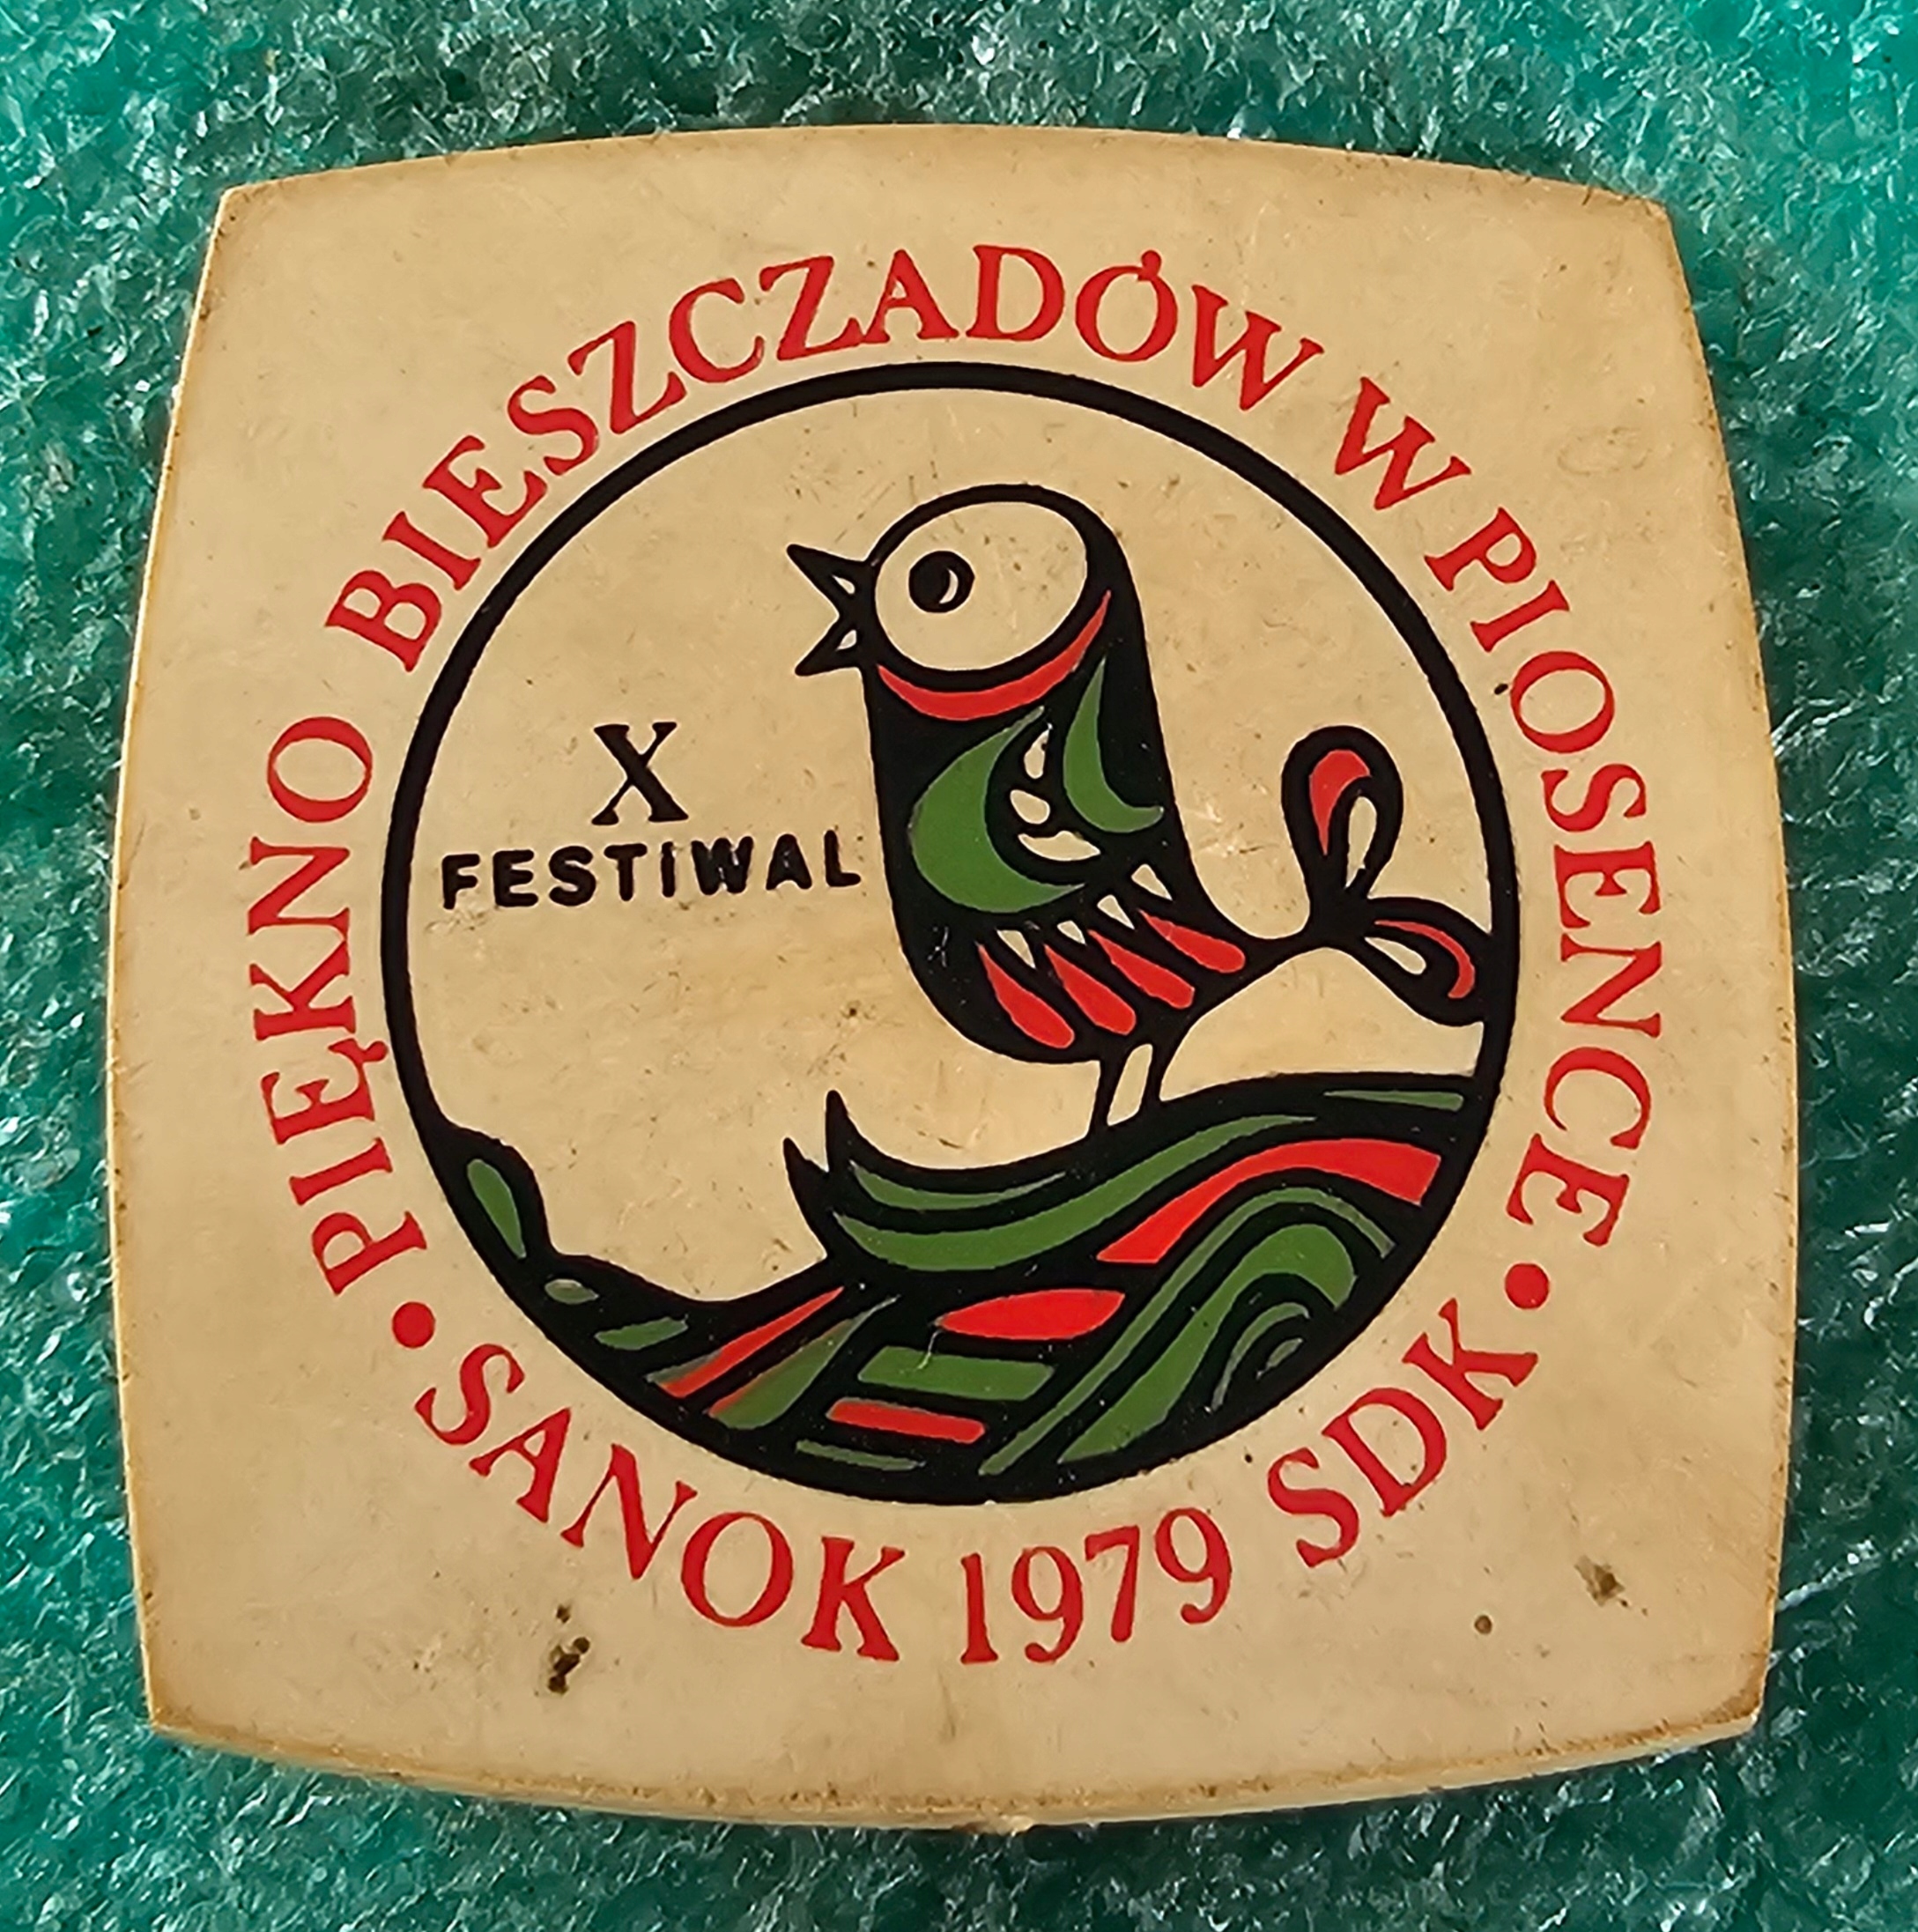 PIĘKNO BIESZCZADÓW W PIOSENCE
X
FESTIWAL
• SANOK 1979 SDK •